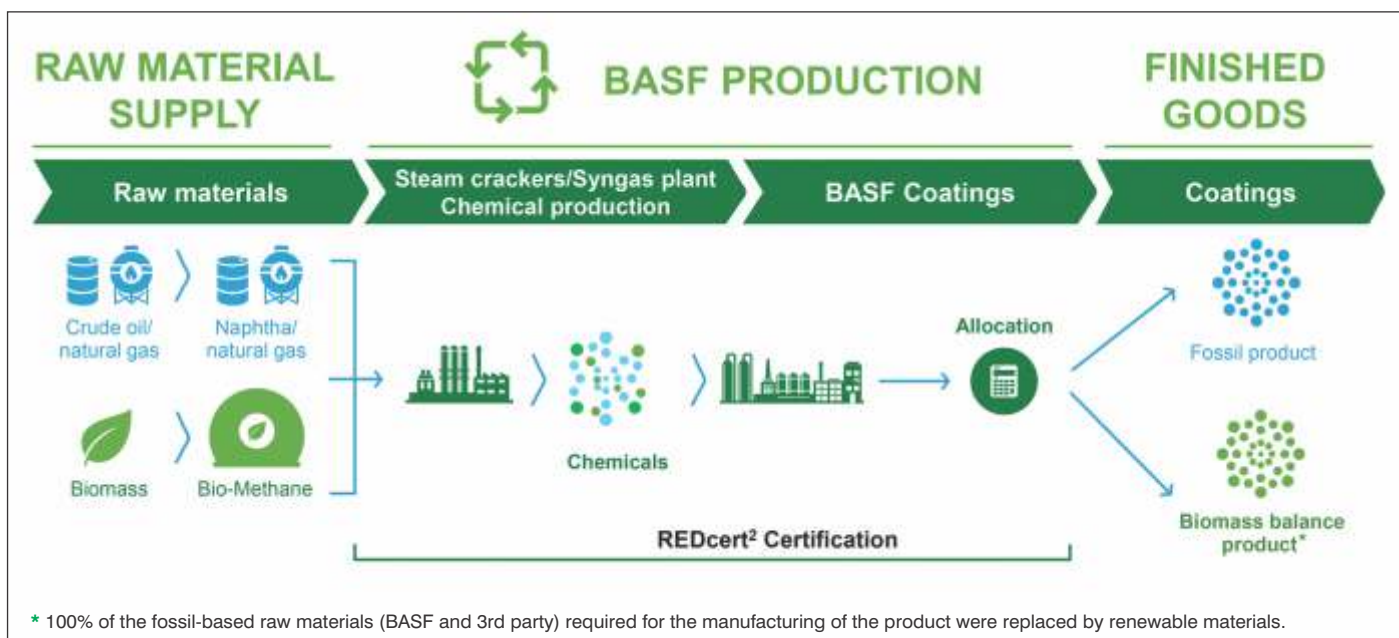 RAW MATERIAL
SUPPLY
BASF PRODUCTION
FINISHED
GOODS
Raw materials
Steam crackers/Syngas plant
Chemical production
BASF Coatings
Coatings
Crude oil/
natural gas
Naphtha/
natural gas
Biomass
Bio-Methane
Chemicals
Allocation
Fossil product
Biomass balance
product*
REDcert² Certification
* 100% of the fossil-based raw materials (BASF and 3rd party) required for the manufacturing of the product were replaced by renewable materials.